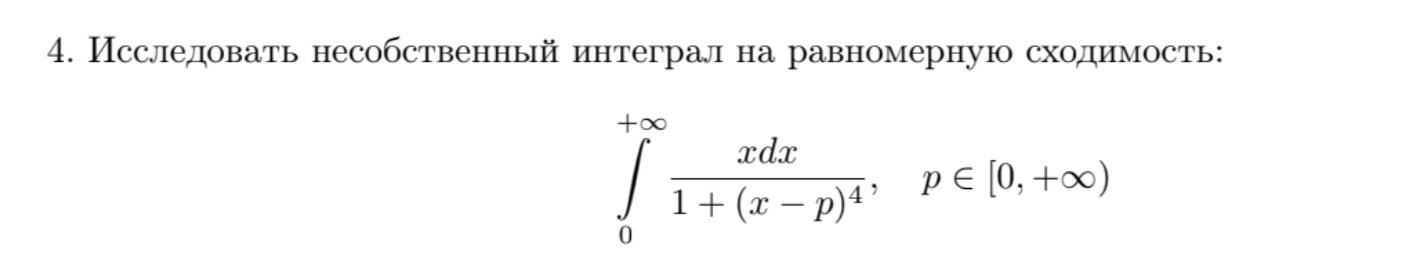 4. Исследовать несобственный интеграл на равномерную сходимость:
+∞
∫ xdx / 1 + (x − p)⁴, p ∈ [0, +∞)
0